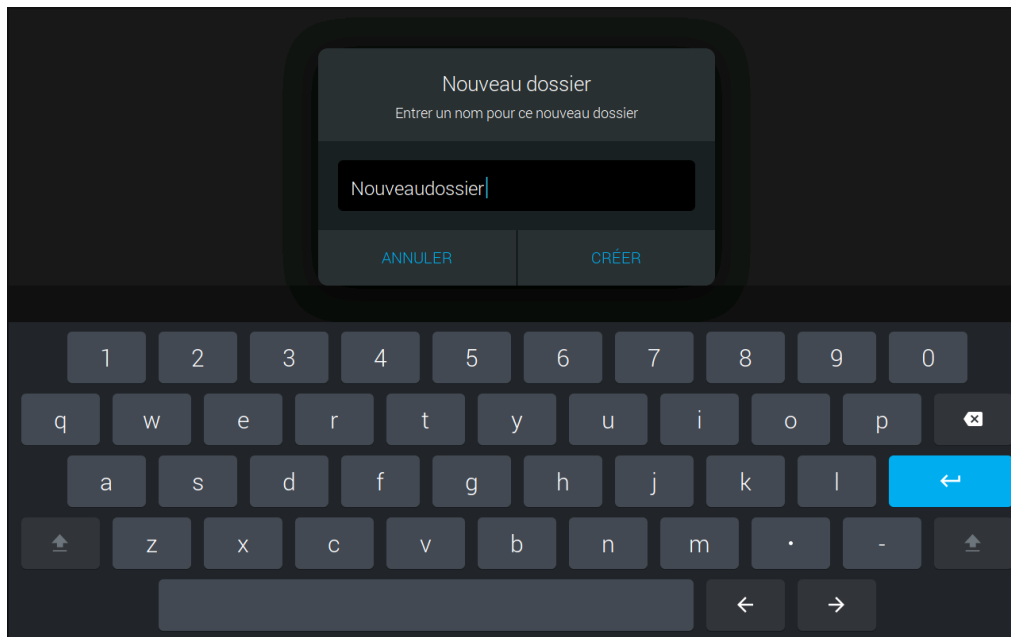 Nouveau dossier
Entrer un nom pour ce nouveau dossier
Nouveaudossier
ANNULER CRÉER
1 2 3 4 5 6 7 8 9 0
q w e r t y u i o p
a s d f g h j k l
z x c v b n m . -